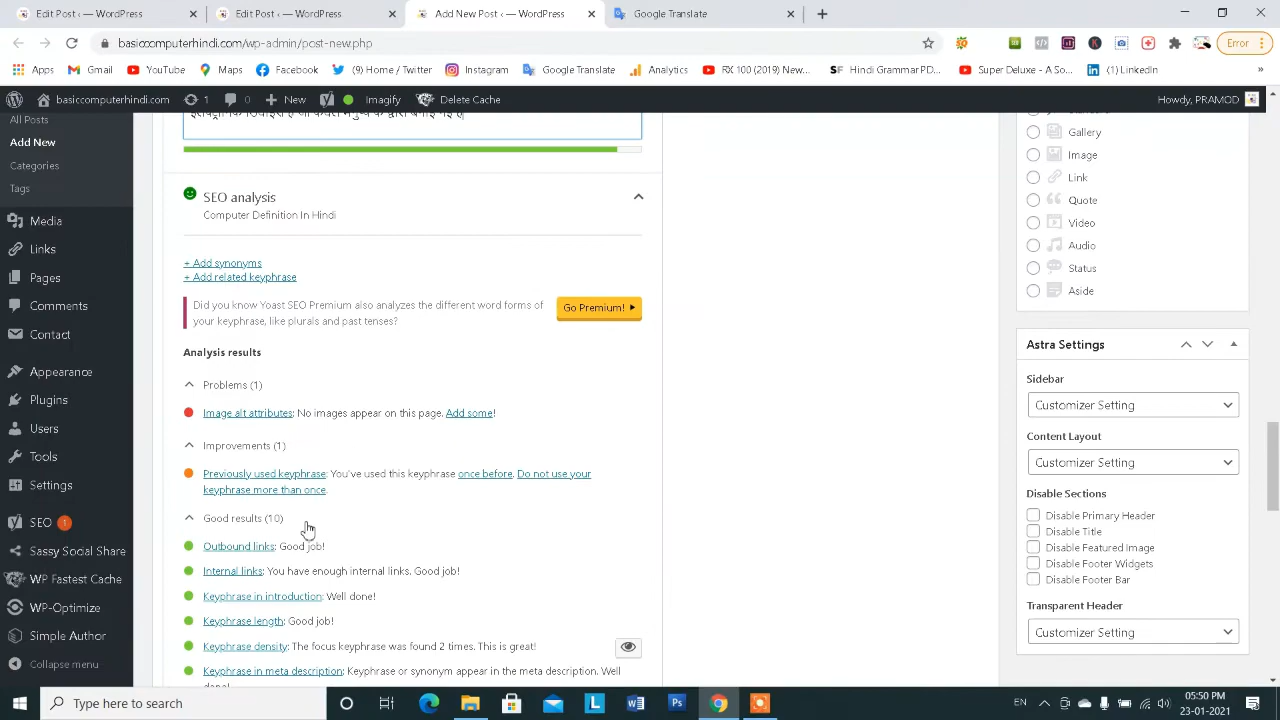 Edit Post ‹ — WordPress
Edit Post ‹ — WordPress
Add New Post ‹ — WordPress
Google Translate
basiccomputerhindi.com/wp-admin/post-new.php
Error
Apps
Gmail
YouTube
Maps
Facebook
(9) Home / Twitter
Instagram
Google Translate
Analytics
RX 100 (2019) New...
SF Hindi Grammar PD...
Super Deluxe - A So...
(1) LinkedIn
»
basiccomputerhindi.com
1
0
New
Imagify
Delete Cache
Howdy, PRAMOD
All Posts
Add New
Categories
Tags
Media
Links
Pages
Comments
Contact
Appearance
Plugins
Users
Tools
Settings
SEO 1
Sassy Social Share
WP Fastest Cache
WP-Optimize
Simple Author
Collapse menu
SEO analysis
Computer Definition In Hindi
+ Add synonyms
+ Add related keyphrase
Did you know Yoast SEO Premium also analyzes the different word forms of
your keyphrase, like plurals and past tenses?
Go Premium!
Analysis results
Problems (1)
Image alt attributes: No images appear on this page. Add some!
Improvements (1)
Previously used keyphrase: You've used this keyphrase once before. Do not use your
keyphrase more than once.
Good results (10)
Outbound links: Good job!
Internal links: You have enough internal links. Good job!
Keyphrase in introduction: Well done!
Keyphrase length: Good job!
Keyphrase density: The focus keyphrase was found 2 times. This is great!
Keyphrase in meta description: Keyphrase or synonym appear in the meta description. Well
done!
Gallery
Image
Link
Quote
Video
Audio
Status
Aside
Astra Settings
Sidebar
Customizer Setting
Content Layout
Customizer Setting
Disable Sections
Disable Primary Header
Disable Title
Disable Featured Image
Disable Footer Widgets
Disable Footer Bar
Transparent Header
Customizer Setting
Type here to search
EN
05:50 PM
23-01-2021